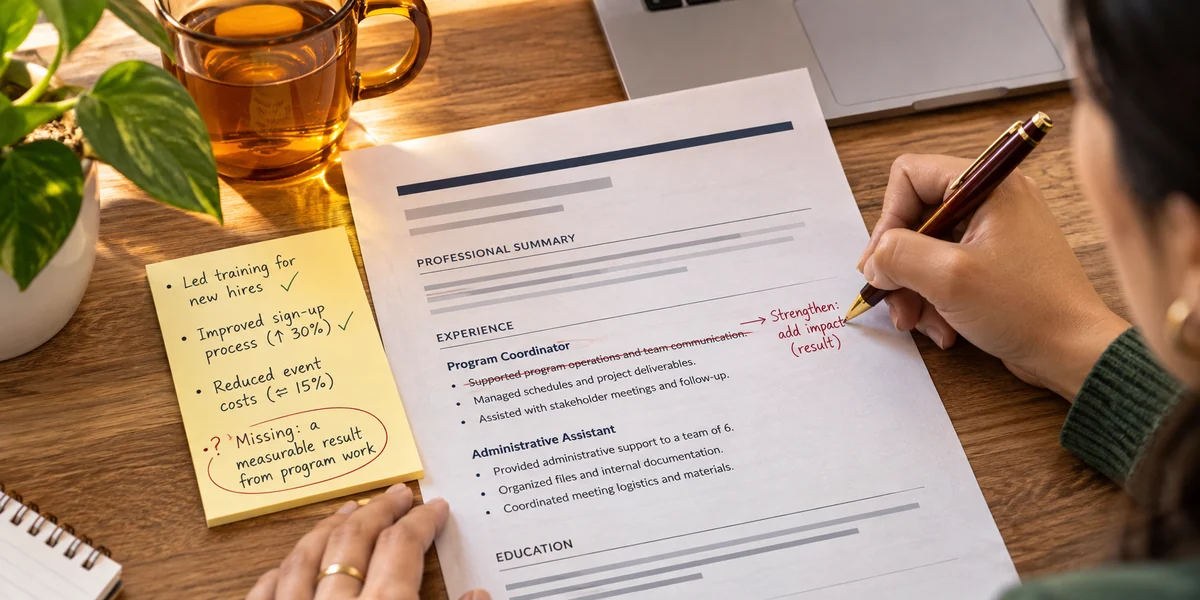 • Led training for
new hires ✓
• Improved sign-up
process (↑ 30%) ✓
• Reduced event
costs (≈ 15%)
• ? Missing: a
measurable result
from program work
PROFESSIONAL SUMMARY
EXPERIENCE
Program Coordinator
• Supported program operations and team communication.
→ Strengthen:
add impact
(result)
• Managed schedules and project deliverables.
• Assisted with stakeholder meetings and follow-up.
Administrative Assistant
• Provided administrative support to a team of 6.
• Organized files and internal documentation.
• Coordinated meeting logistics and materials.
EDUCATION